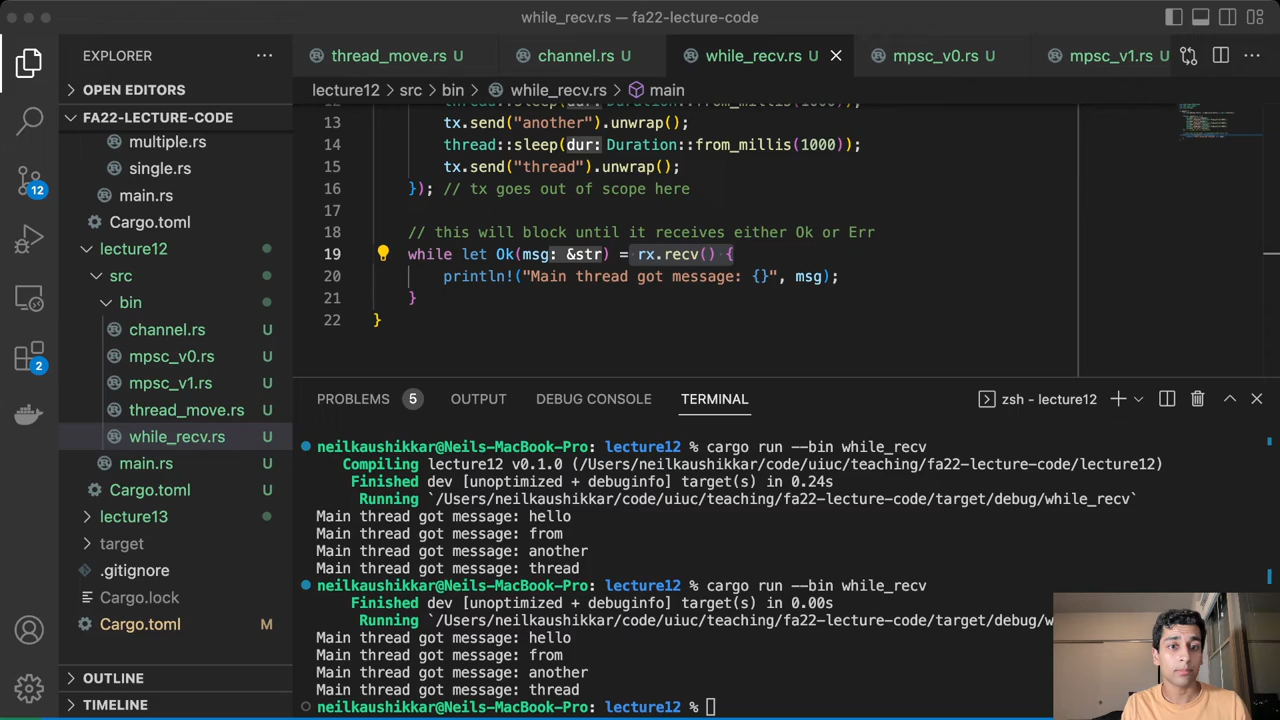 while_recv.rs — fa22-lecture-code
EXPLORER
thread_move.rs U
channel.rs U
while_recv.rs U
mpsc_v0.rs U
mpsc_v1.rs U
OPEN EDITORS
lecture12 > src > bin > while_recv.rs > main
FA22-LECTURE-CODE
multiple.rs
single.rs
main.rs
Cargo.toml
lecture12
src
bin
channel.rs U
mpsc_v0.rs U
mpsc_v1.rs U
thread_move.rs U
while_recv.rs U
main.rs U
Cargo.toml U
lecture13
target
.gitignore
Cargo.lock
Cargo.toml M
OUTLINE
TIMELINE
12
2
12 thread::sleep(dur: Duration::from_millis(1000));
13 tx.send("another").unwrap();
14 thread::sleep(dur: Duration::from_millis(1000));
15 tx.send("thread").unwrap();
16 }); // tx goes out of scope here
17
18 // this will block until it receives either Ok or Err
19 while let Ok(msg: &str) = rx.recv() {
20 println!("Main thread got message: {}", msg);
21 }
22 }
PROBLEMS 5 OUTPUT DEBUG CONSOLE TERMINAL
zsh - lecture12
neilkaushikkar@Neils-MacBook-Pro: lecture12 % cargo run --bin while_recv
Compiling lecture12 v0.1.0 (/Users/neilkaushikkar/code/uiuc/teaching/fa22-lecture-code/lecture12)
Finished dev [unoptimized + debuginfo] target(s) in 0.24s
Running `/Users/neilkaushikkar/code/uiuc/teaching/fa22-lecture-code/target/debug/while_recv`
Main thread got message: hello
Main thread got message: from
Main thread got message: another
Main thread got message: thread
neilkaushikkar@Neils-MacBook-Pro: lecture12 % cargo run --bin while_recv
Finished dev [unoptimized + debuginfo] target(s) in 0.00s
Running `/Users/neilkaushikkar/code/uiuc/teaching/fa22-lecture-code/target/debug/w
Main thread got message: hello
Main thread got message: from
Main thread got message: another
Main thread got message: thread
neilkaushikkar@Neils-MacBook-Pro: lecture12 %